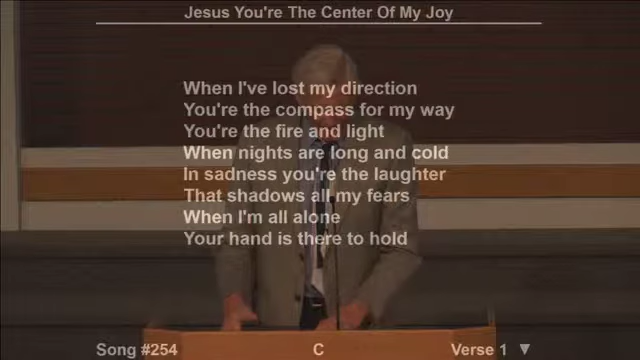 Jesus You're The Center Of My Joy
When I've lost my direction
You're the compass for my way
You're the fire and light
When nights are long and cold
In sadness you're the laughter
That shadows all my fears
When I'm all alone
Your hand is there to hold
Song #254 C Verse 1 ▼